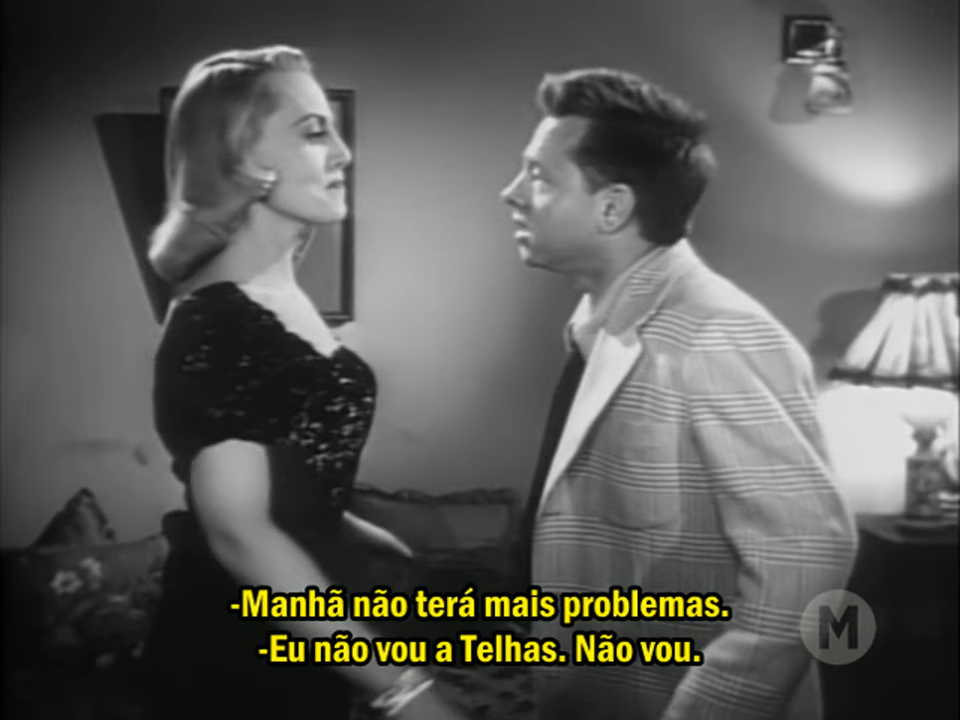 -Manhã não terá mais problemas.
-Eu não vou a Telhas. Não vou.
M